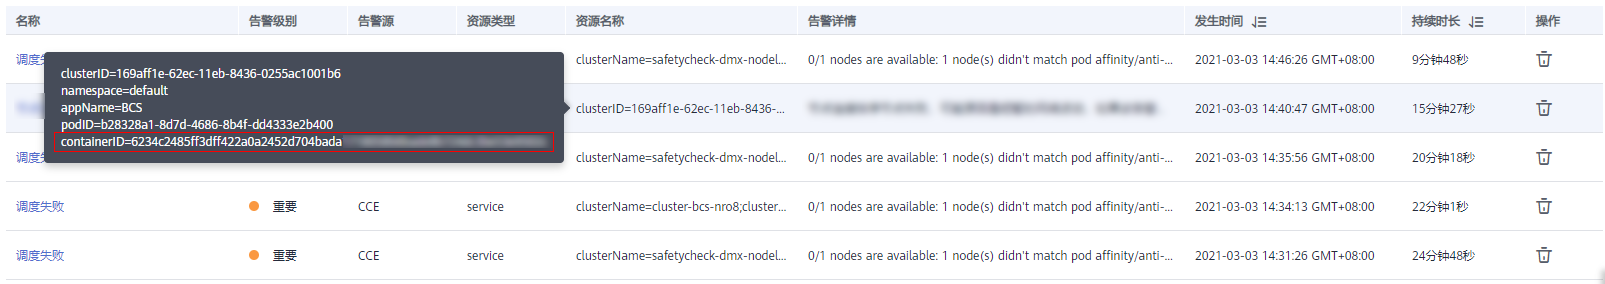 名称 告警级别 告警源 资源类型 资源名称 告警详情 发生时间 持续时长 操作
调度失 clusterName=safetycheck-dmx-nodel... 0/1 nodes are available: 1 node(s) didn't match pod affinity/anti-... 2021-03-03 14:46:26 GMT+08:00 9分钟48秒
clusterID=169aff1e-62ec-11eb-8436-0255ac1001b6
namespace=default
appName=BCS
podID=b28328a1-8d7d-4686-8b4f-dd4333e2b400
containerID=6234c2485ff3dff422a0a2452d704bada
clusterID=169aff1e-62ec-11eb-8436-... 2021-03-03 14:40:47 GMT+08:00 15分钟27秒
调度失 clusterName=safetycheck-dmx-nodel... 0/1 nodes are available: 1 node(s) didn't match pod affinity/anti-... 2021-03-03 14:35:56 GMT+08:00 20分钟18秒
调度失败 重要 CCE service clusterName=cluster-bcs-nro8;cluster... 0/1 nodes are available: 1 node(s) didn't match pod affinity/anti-... 2021-03-03 14:34:13 GMT+08:00 22分钟1秒
调度失败 重要 CCE service clusterName=safetycheck-dmx-nodel... 0/1 nodes are available: 1 node(s) didn't match pod affinity/anti-... 2021-03-03 14:31:26 GMT+08:00 24分钟48秒